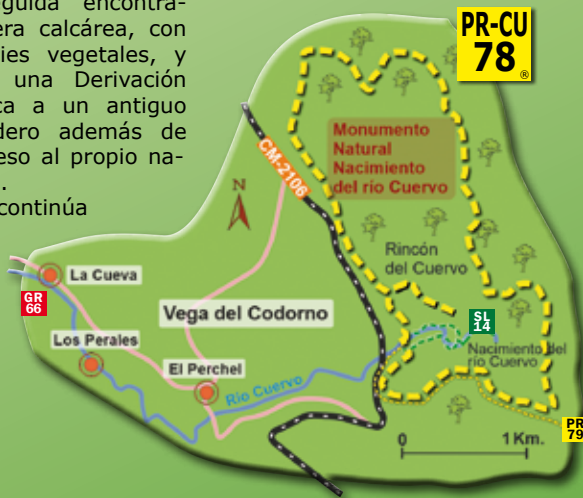 guida encontra-
era calcárea, con
ies vegetales, y
una Derivación
a a un antiguo
dero además de
eso al propio na-
.
continúa
PR-CU
78
®
CM-2106
Monumento
Natural
Nacimiento
del río Cuervo
N
Rincón
del Cuervo
La Cueva
GR
66
Vega del Codorno
SL
14
Los Perales
Nacimiento del
río Cuervo
El Perchel
Río Cuervo
PR
79
0 1 Km.